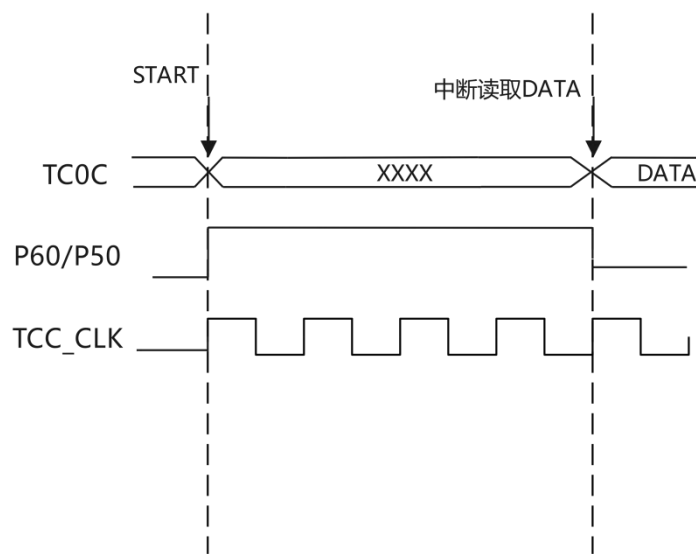 START
中断读取DATA
TC0C
XXXX
DATA
P60/P50
TCC_CLK